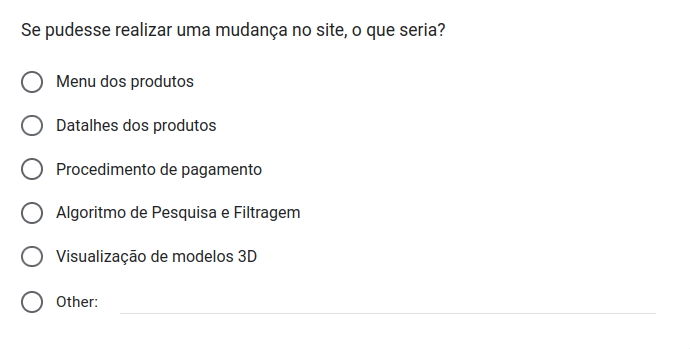 Se pudesse realizar uma mudança no site, o que seria?
Menu dos produtos
Datalhes dos produtos
Procedimento de pagamento
Algoritmo de Pesquisa e Filtragem
Visualização de modelos 3D
Other: